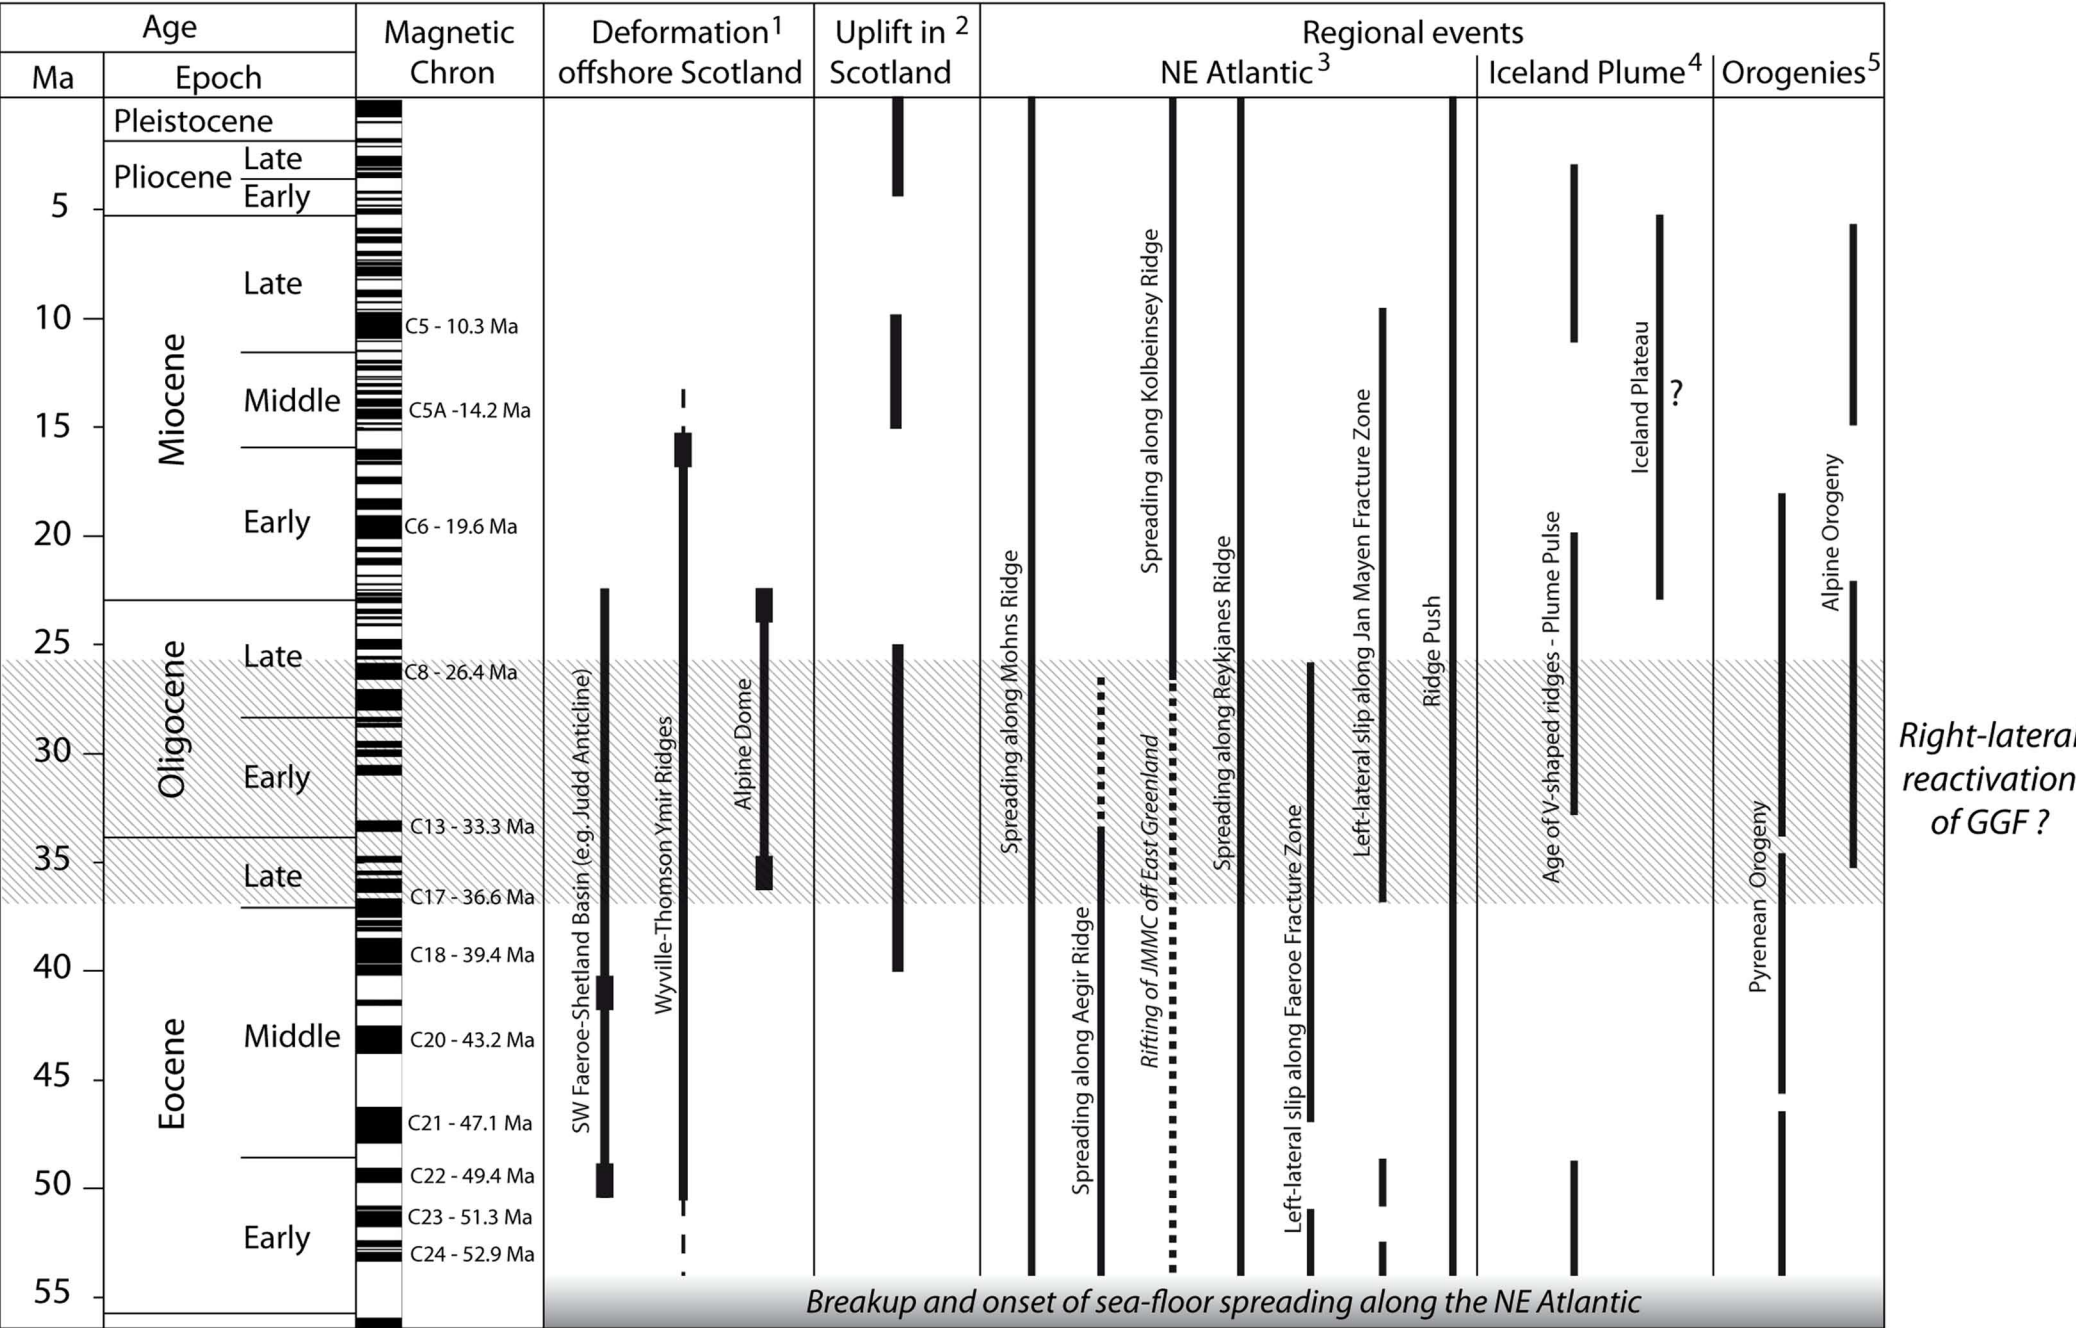 Age
Magnetic
Chron
Deformation1
offshore Scotland
Uplift in 2
Scotland
Regional events
Ma
Epoch
NE Atlantic3
Iceland Plume4
Orogenies5
Pleistocene
Pliocene
Late
Early
Miocene
Late
Middle
Early
Oligocene
Late
Early
Eocene
Late
Middle
Early
5
10
15
20
25
30
35
40
45
50
55
C5 - 10.3 Ma
C5A -14.2 Ma
C6 - 19.6 Ma
C8 - 26.4 Ma
C13 - 33.3 Ma
C17 - 36.6 Ma
C18 - 39.4 Ma
C20 - 43.2 Ma
C21 - 47.1 Ma
C22 - 49.4 Ma
C23 - 51.3 Ma
C24 - 52.9 Ma
SW Faeroe-Shetland Basin (e.g. Judd Anticline)
Wyville-Thomson Ymir Ridges
Alpine Dome
Spreading along Mohns Ridge
Spreading along Aegir Ridge
Spreading along Kolbeinsey Ridge
Rifting of JMMC off East Greenland
Spreading along Reykjanes Ridge
Left-lateral slip along Faeroe Fracture Zone
Left-lateral slip along Jan Mayen Fracture Zone
Ridge Push
Age of V-shaped ridges - Plume Pulse
Iceland Plateau
?
Pyrenean Orogeny
Alpine Orogeny
Right-lateral
reactivation
of GGF ?
Breakup and onset of sea-floor spreading along the NE Atlantic